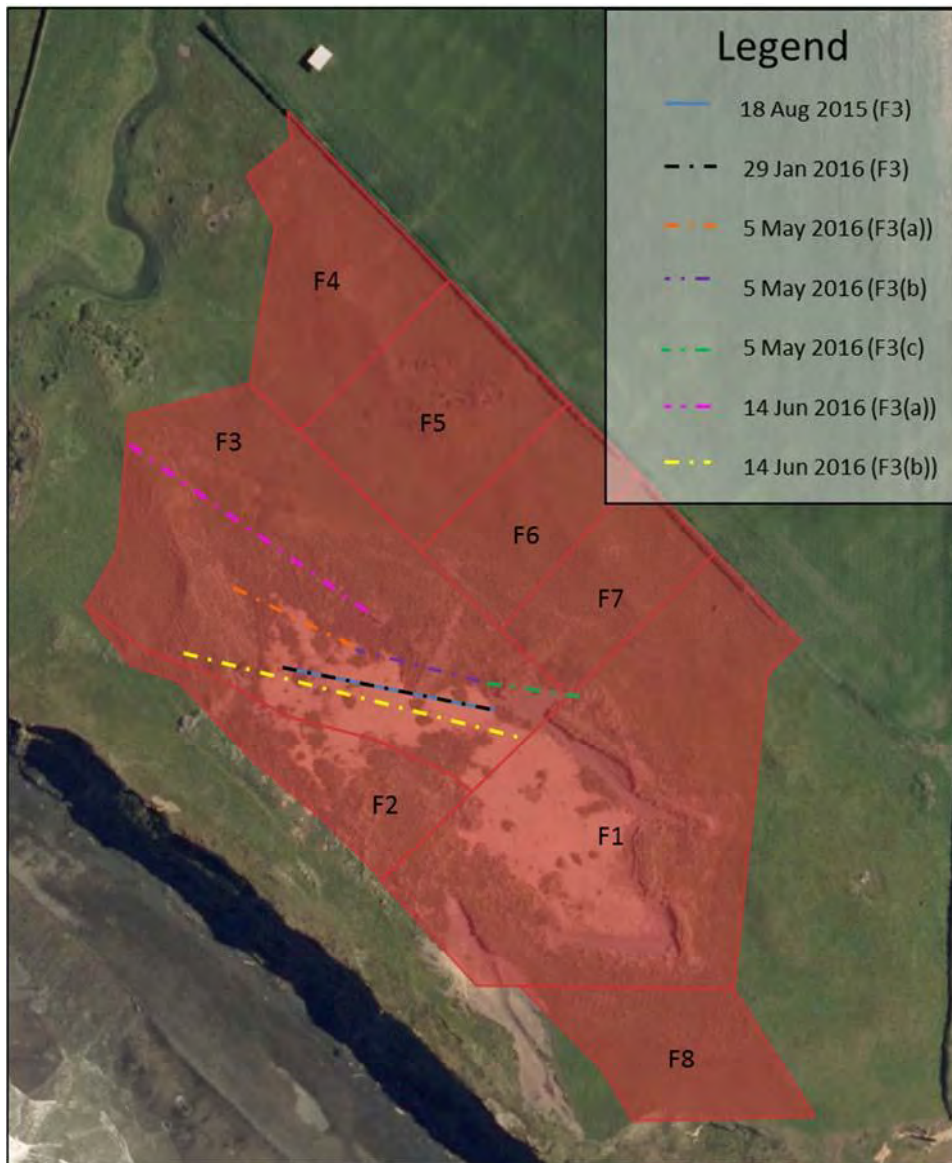 Legend
18 Aug 2015 (F3)
29 Jan 2016 (F3)
5 May 2016 (F3(a))
5 May 2016 (F3(b)
5 May 2016 (F3(c)
14 Jun 2016 (F3(a))
14 Jun 2016 (F3(b))
F4
F5
F3
F6
F7
F2
F1
F8